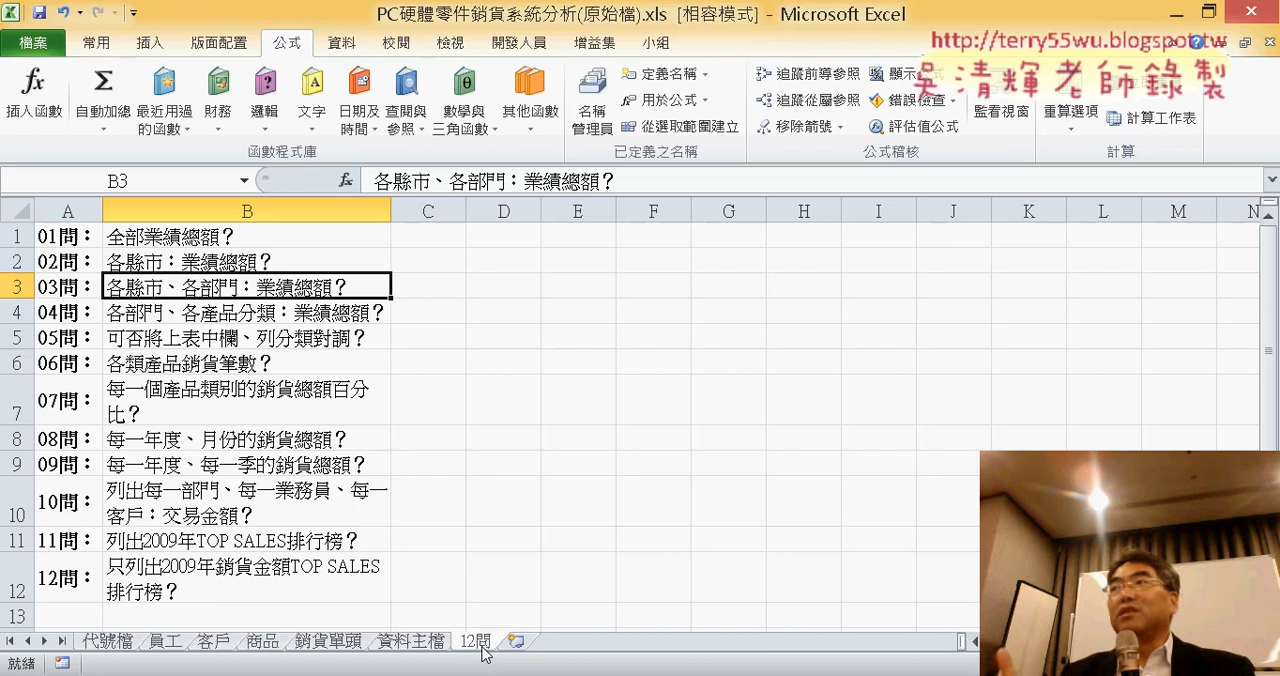 PC硬體零件銷貨系統分析(原始檔).xls [相容模式] - Microsoft Excel
檔案 常用 插入 版面配置 公式 資料 校閱 檢視 開發人員 增益集 小組
http://terry55wu.blogspot.tw
吳清輝老師錄製
插入函數 自動加總 最近用過的函數 財務 邏輯 文字 日期及時間 查閱與參照 數學與三角函數 其他函數
名稱管理員 定義名稱 用於公式 從選取範圍建立
追蹤前導參照 追蹤從屬參照 移除箭號 顯示公式 錯誤檢查 評估值公式 監看視窗
重算選項 計算工作表
函數程式庫 已定義之名稱 公式稽核 計算
B3 fx 各縣市、各部門：業績總額？
A B C D E F G H I J K L M N
1 01問： 全部業績總額？
2 02問： 各縣市：業績總額？
3 03問： 各縣市、各部門：業績總額？
4 04問： 各部門、各產品分類：業績總額？
5 05問： 可否將上表中欄、列分類對調？
6 06問： 各類產品銷貨筆數？
7 07問： 每一個產品類別的銷貨總額百分
比？
8 08問： 每一年度、月份的銷貨總額？
9 09問： 每一年度、每一季的銷貨總額？
10 10問： 列出每一部門、每一業務員、每一
客戶：交易金額？
11 11問： 列出2009年TOP SALES排行榜？
12 12問： 只列出2009年銷貨金額TOP SALES
排行榜？
13
代號檔 員工 客戶 商品 銷貨單頭 資料主檔 12問
就緒